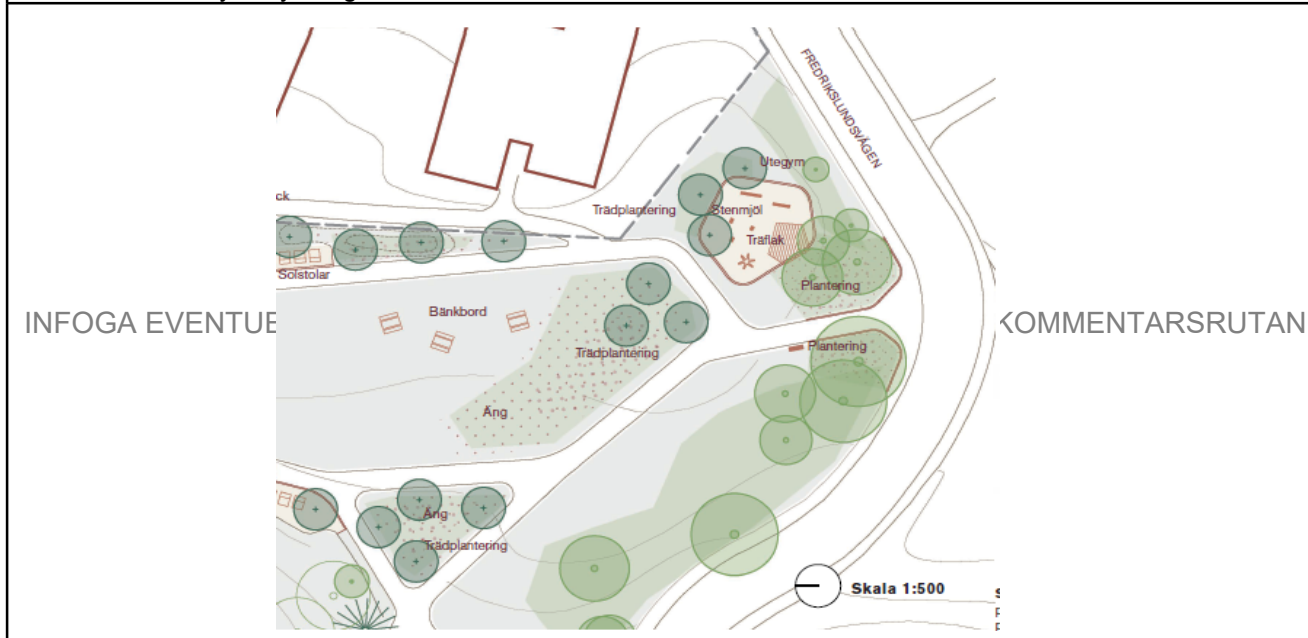 FREDRIKSLUNDSVÄGEN
Utegym
ck
Trädplantering
Stenmjöl
Träflak
Solstolar
Plantering
Bänkbord
INFOGA EVENTUE
KOMMENTARSRUTAN
Trädplantering
Plantering
Äng
Äng
Trädplantering
Skala 1:500